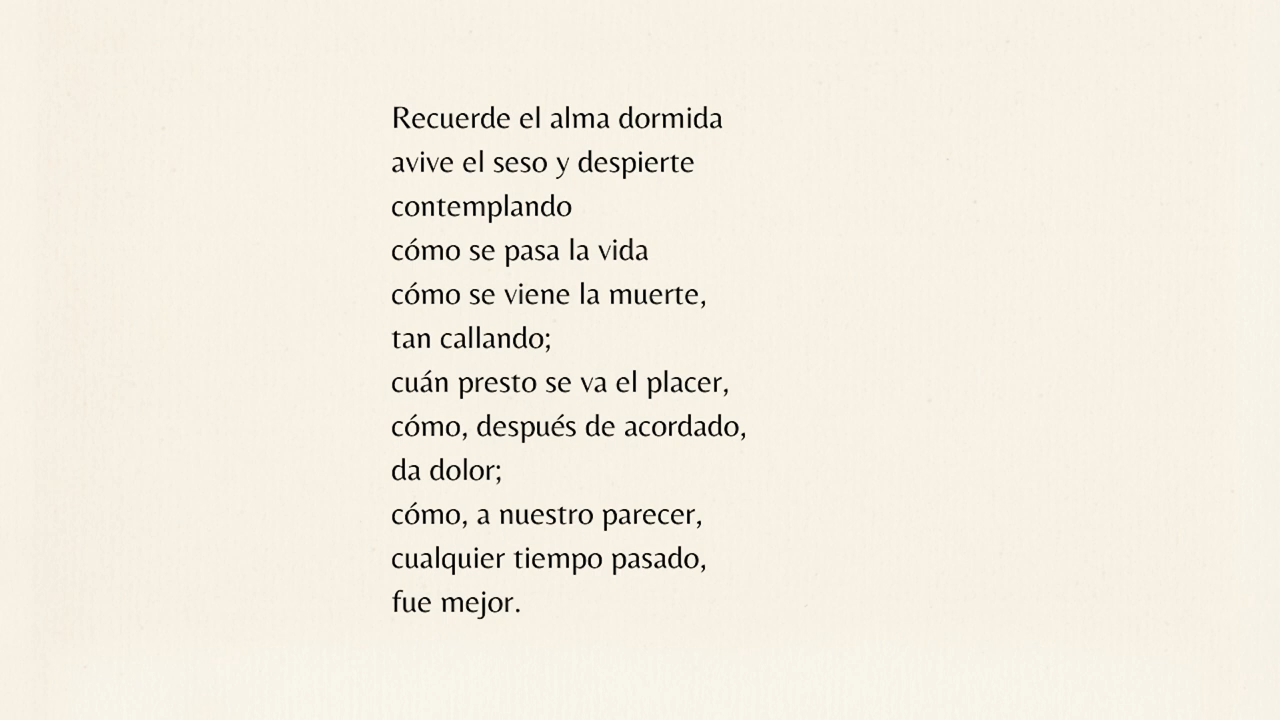 Recuerde el alma dormida
avive el seso y despierte
contemplando
cómo se pasa la vida
cómo se viene la muerte,
tan callando;
cuán presto se va el placer,
cómo, después de acordado,
da dolor;
cómo, a nuestro parecer,
cualquier tiempo pasado,
fue mejor.